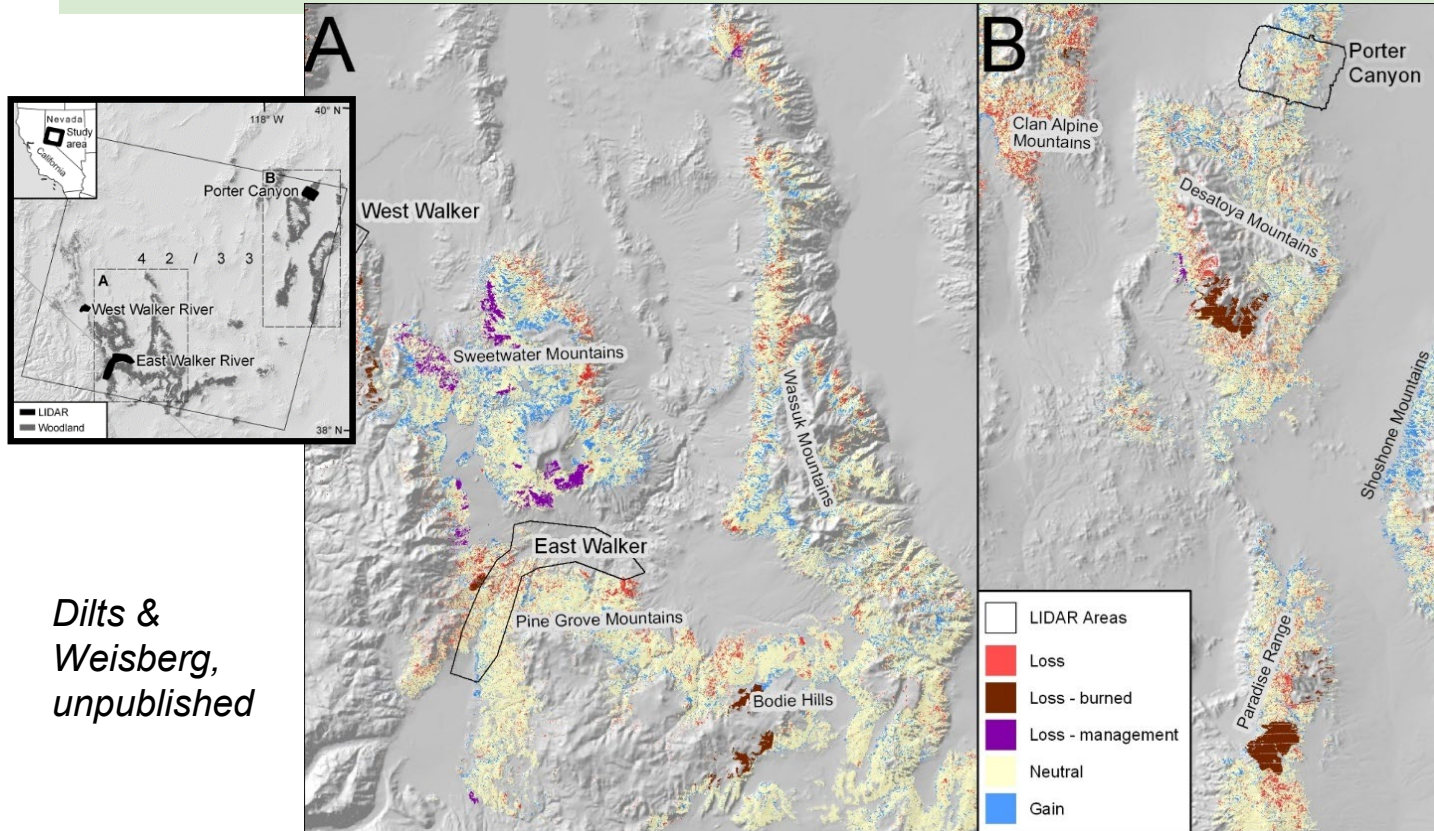 A
B
Porter
Canyon
Clan Alpine
Mountains
Desatoya Mountains
Shoshone Mountains
Paradise Range
West Walker
Sweetwater Mountains
Wassuk Mountains
East Walker
Pine Grove Mountains
Bodie Hills
Nevada
Study
area
California
40° N
118° W
B
Porter Canyon
4 2 / 3 3
A
West Walker River
East Walker River
LIDAR
Woodland
38° N
Dilts &
Weisberg,
unpublished
LIDAR Areas
Loss
Loss - burned
Loss - management
Neutral
Gain